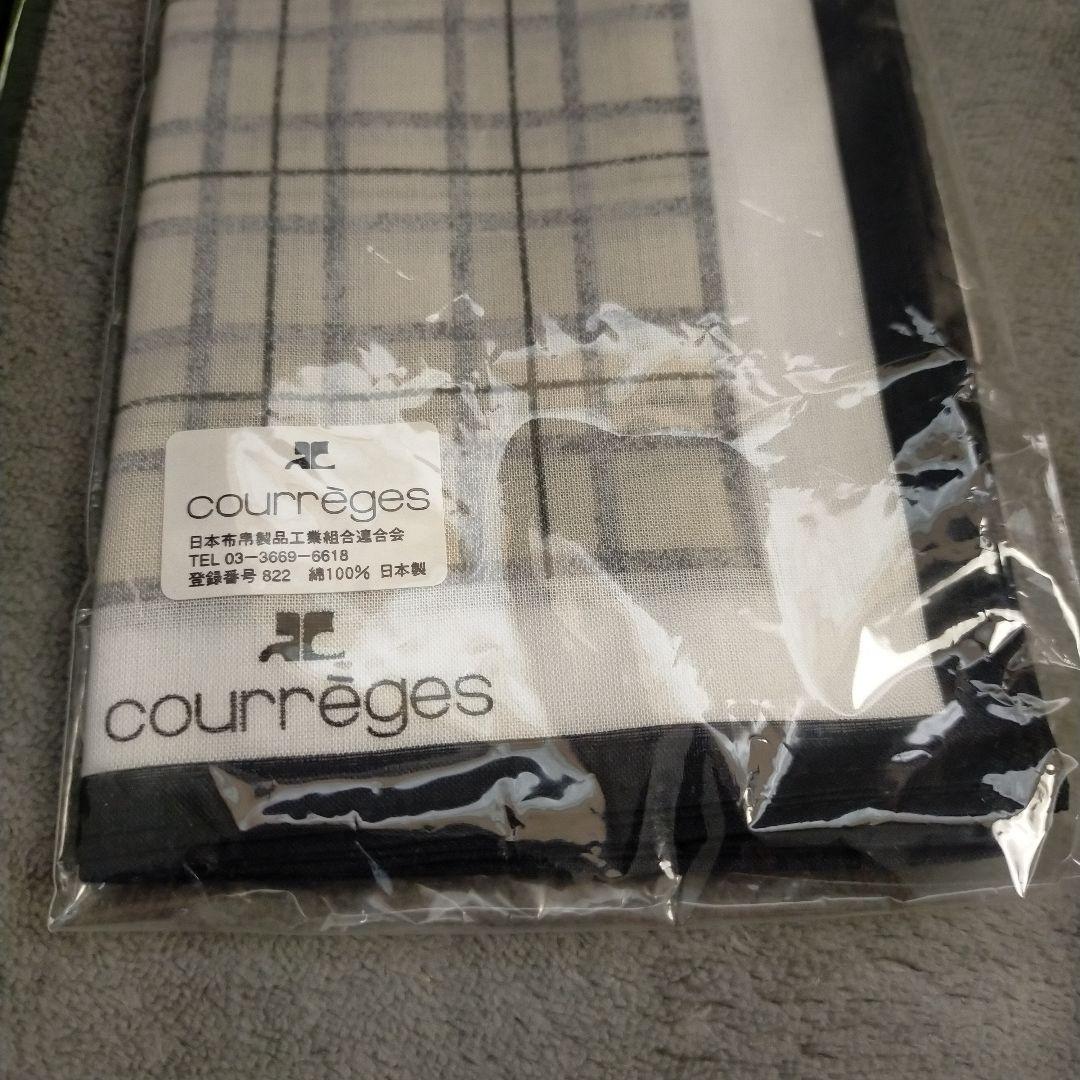 courrèges
日本布帛製品工業組合連合会
TEL 03-3669-6618
登録番号 822 綿100% 日本製
courrèges